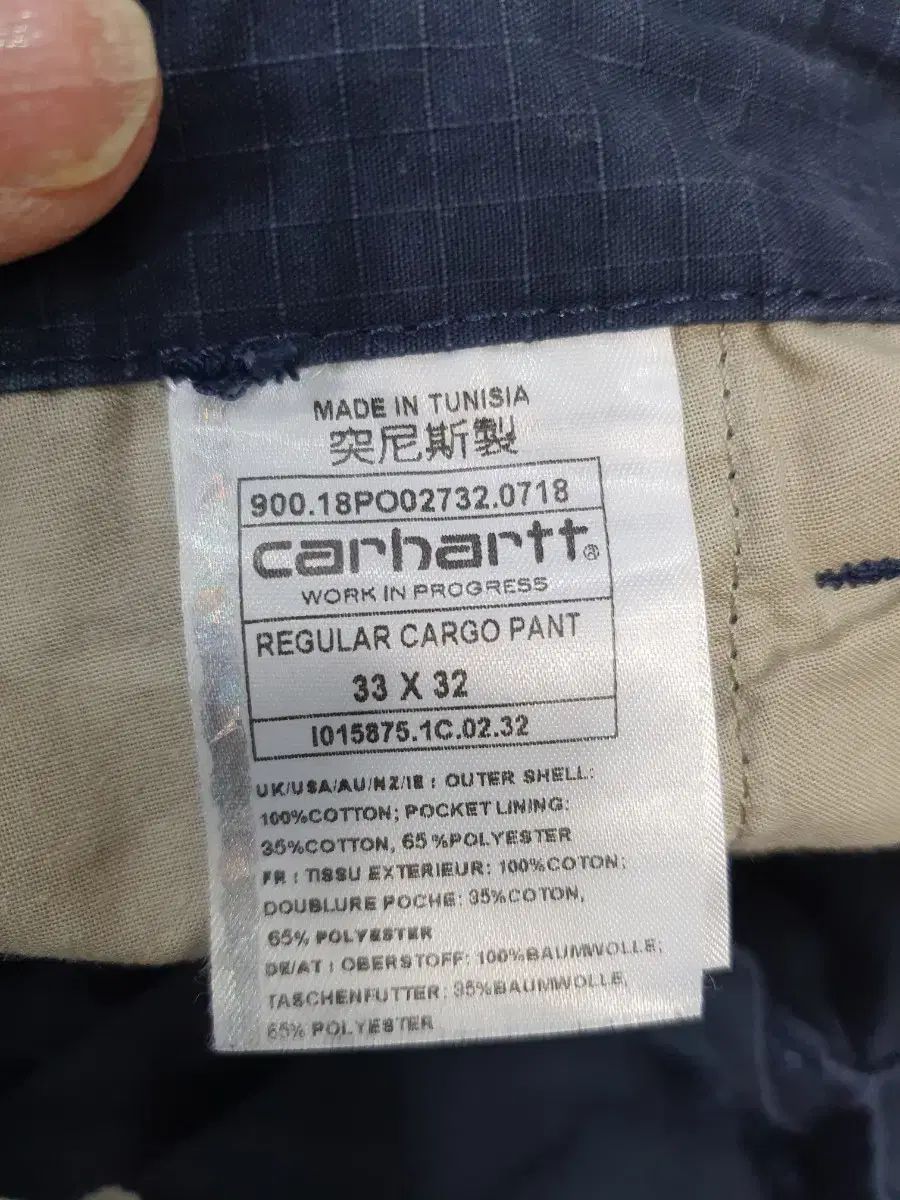 MADE IN TUNISIA
突尼斯製
900.18PO02732.0718
carhartt®
WORK IN PROGRESS
REGULAR CARGO PANT
33 X 32
I015875.1C.02.32
UK/USA/AU/NZ/IE : OUTER SHELL:
100%COTTON; POCKET LINING:
35%COTTON, 65 %POLYESTER
FR : TISSU EXTERIEUR: 100%COTON;
DOUBLURE POCHE: 35%COTON,
65% POLYESTER
DE/AT : OBERSTOFF: 100%BAUMWOLLE;
TASCHENFUTTER: 35%BAUMWOLLE,
65% POLYESTER